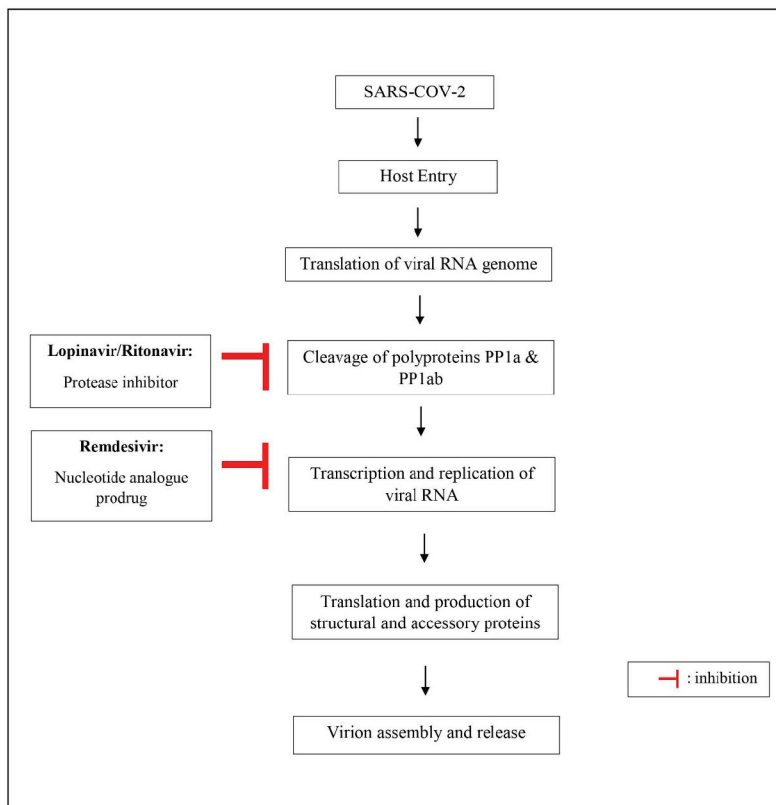 SARS-COV-2
Host Entry
Translation of viral RNA genome
Lopinavir/Ritonavir:
Protease inhibitor
Cleavage of polyproteins PP1a &
PP1ab
Remdesivir:
Nucleotide analogue
prodrug
Transcription and replication of
viral RNA
Translation and production of
structural and accessory proteins
: inhibition
Virion assembly and release